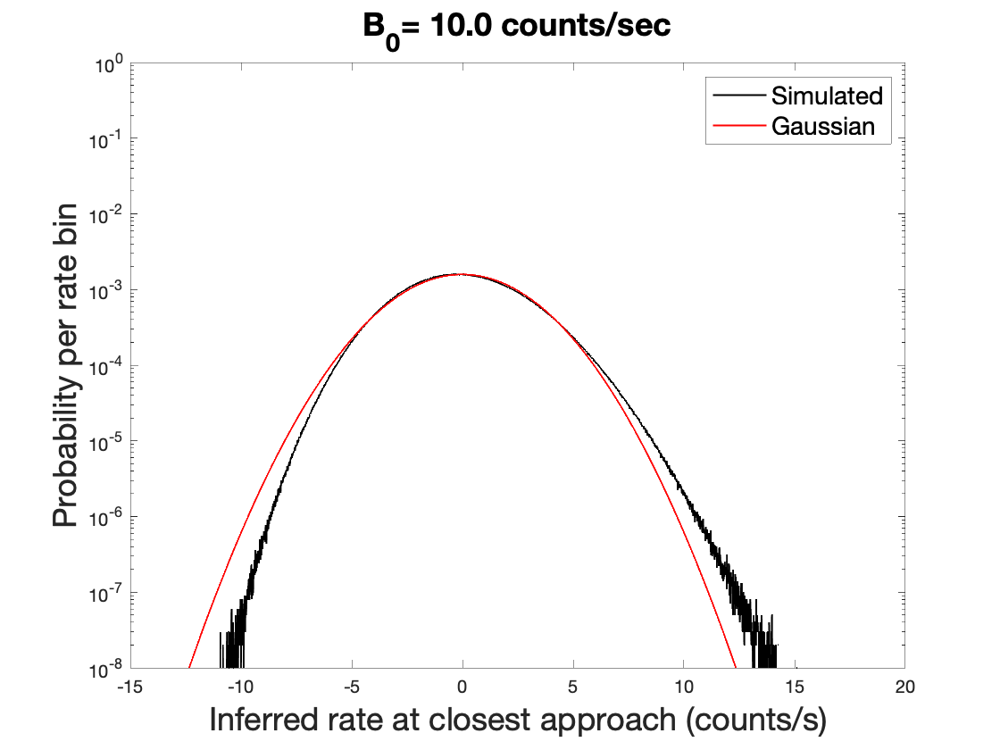 B₀= 10.0 counts/sec
Simulated
Gaussian
Probability per rate bin
10⁰
10⁻¹
10⁻²
10⁻³
10⁻⁴
10⁻⁵
10⁻⁶
10⁻⁷
10⁻⁸
-15 -10 -5 0 5 10 15 20
Inferred rate at closest approach (counts/s)